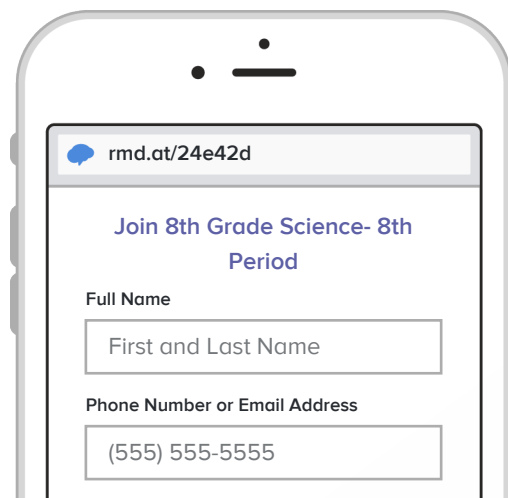 rmd.at/24e42d
Join 8th Grade Science- 8th
Period
Full Name
First and Last Name
Phone Number or Email Address
(555) 555-5555